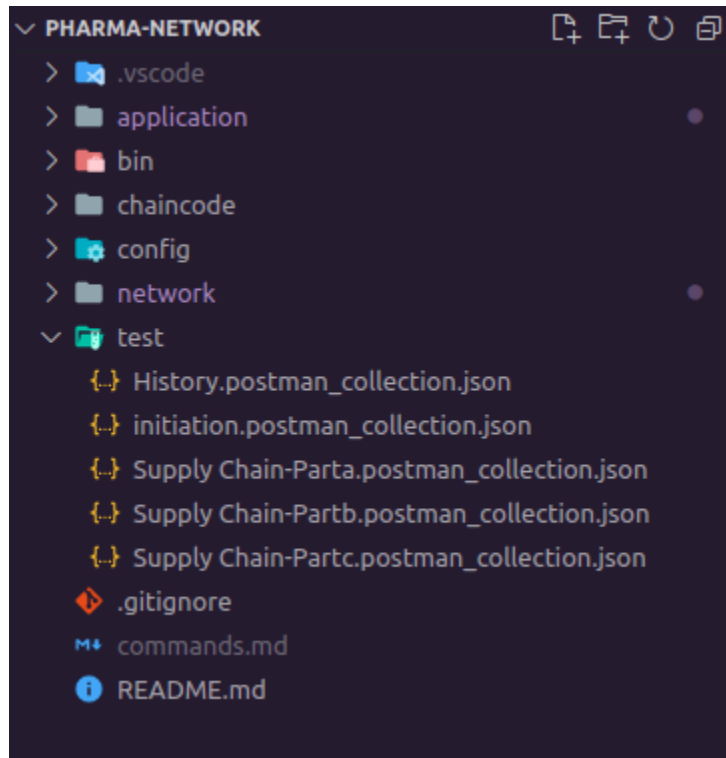 PHARMA-NETWORK
.vscode
application
bin
chaincode
config
network
test
{...} History.postman_collection.json
{...} initiation.postman_collection.json
{...} Supply Chain-Parta.postman_collection.json
{...} Supply Chain-Partb.postman_collection.json
{...} Supply Chain-Partc.postman_collection.json
.gitignore
M↓ commands.md
README.md